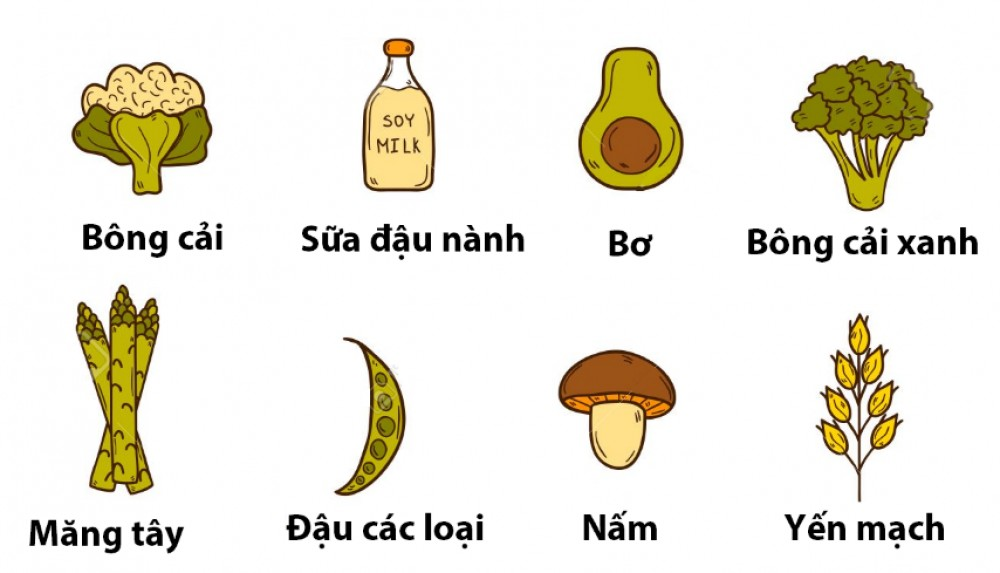 SOY
MILK
Bông cải
Sữa đậu nành
Bơ
Bông cải xanh
Măng tây
Đậu các loại
Nấm
Yến mạch